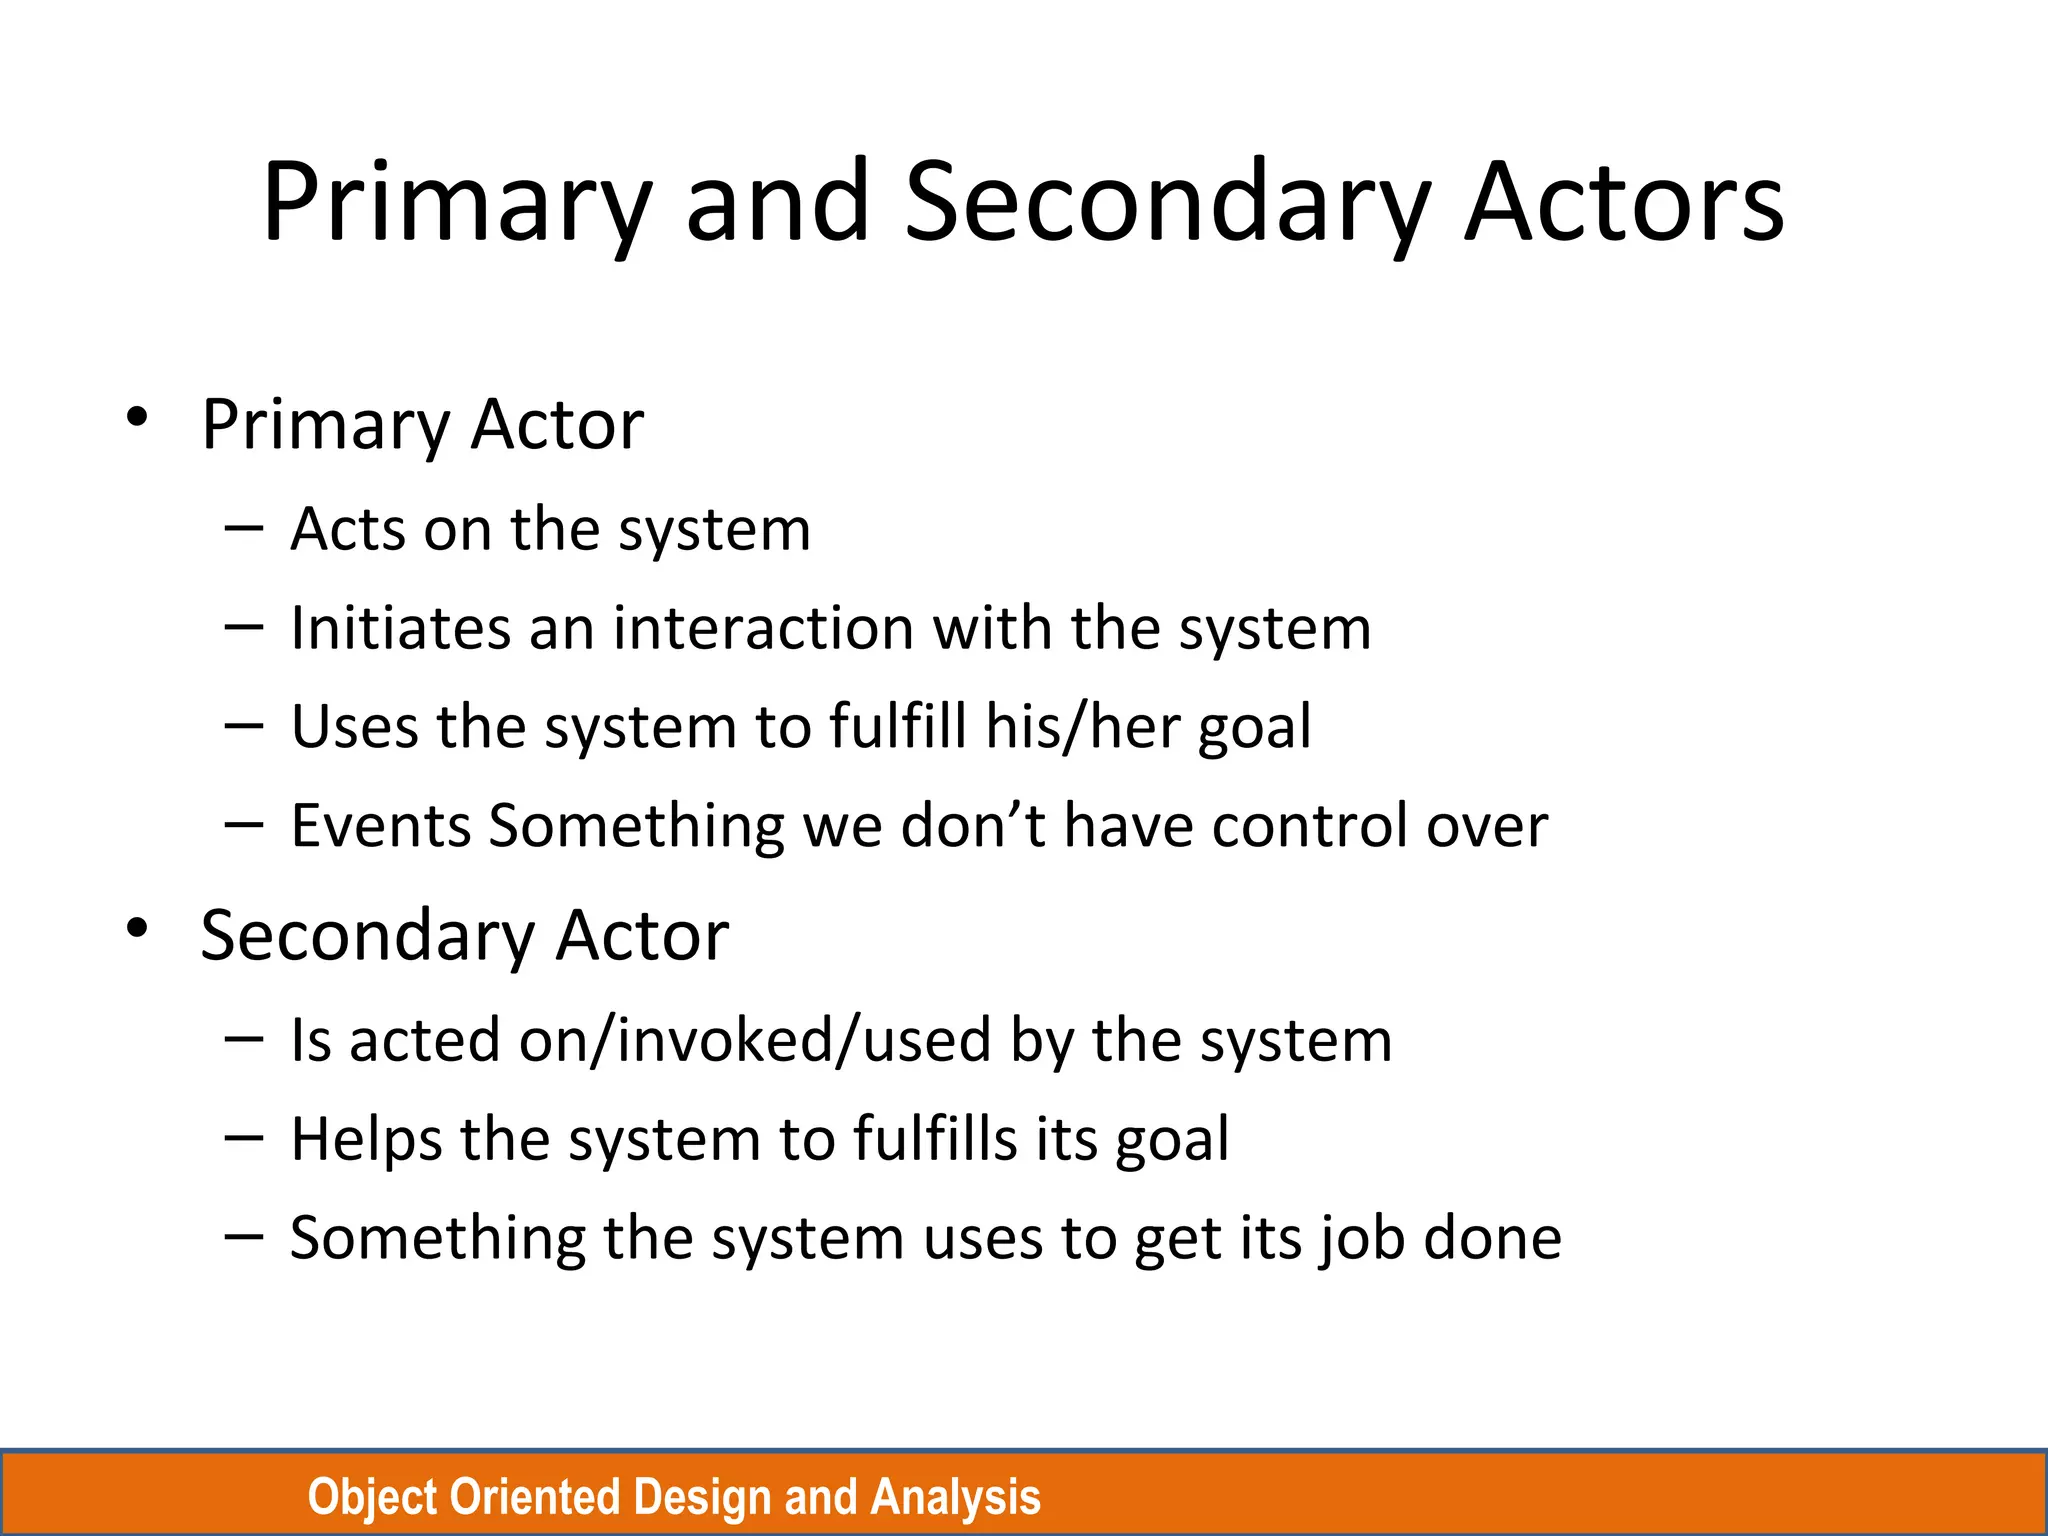 Primary and Secondary Actors
• Primary Actor
– Acts on the system
– Initiates an interaction with the system
– Uses the system to fulfill his/her goal
– Events Something we don’t have control over
• Secondary Actor
– Is acted on/invoked/used by the system
– Helps the system to fulfills its goal
– Something the system uses to get its job done
Object Oriented Design and Analysis